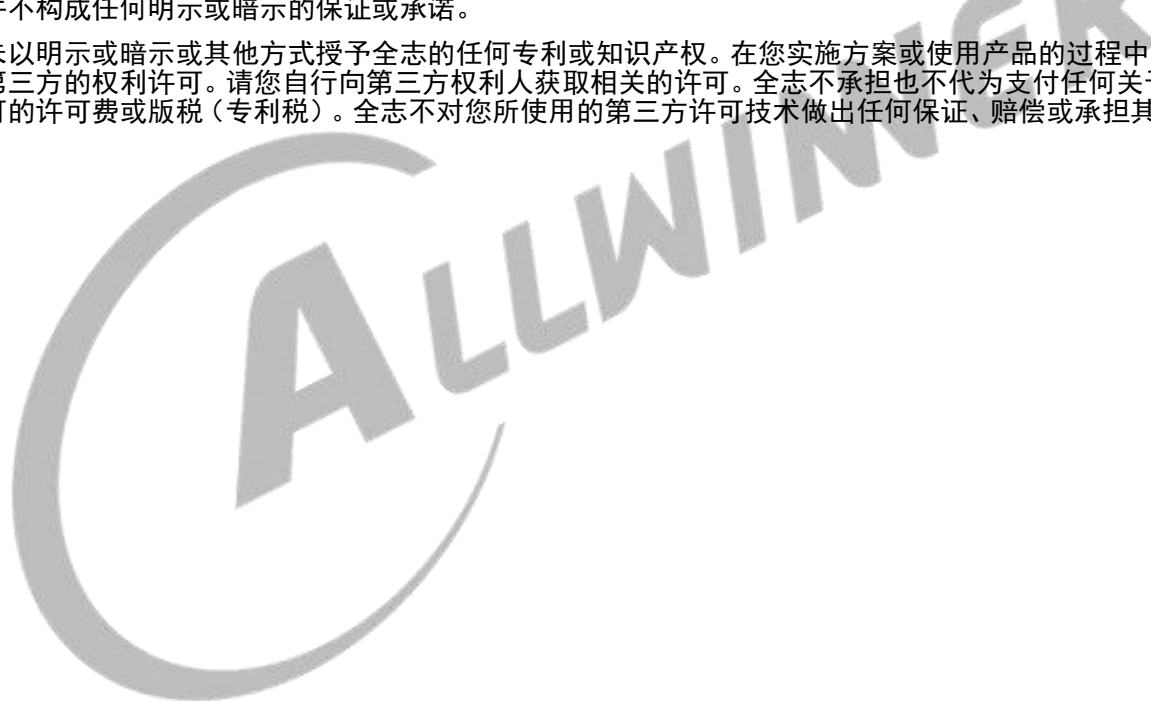 不构成任何明示或暗示的保证或承诺。
以明示或暗示或其他方式授予全志的任何专利或知识产权。在您实施方案或使用产品的过程中
三方的权利许可。请您自行向第三方权利人获取相关的许可。全志不承担也不代为支付任何关
的许可费或版税（专利税）。全志不对您所使用的第三方许可技术做出任何保证、赔偿或承担其
ALLWINNER